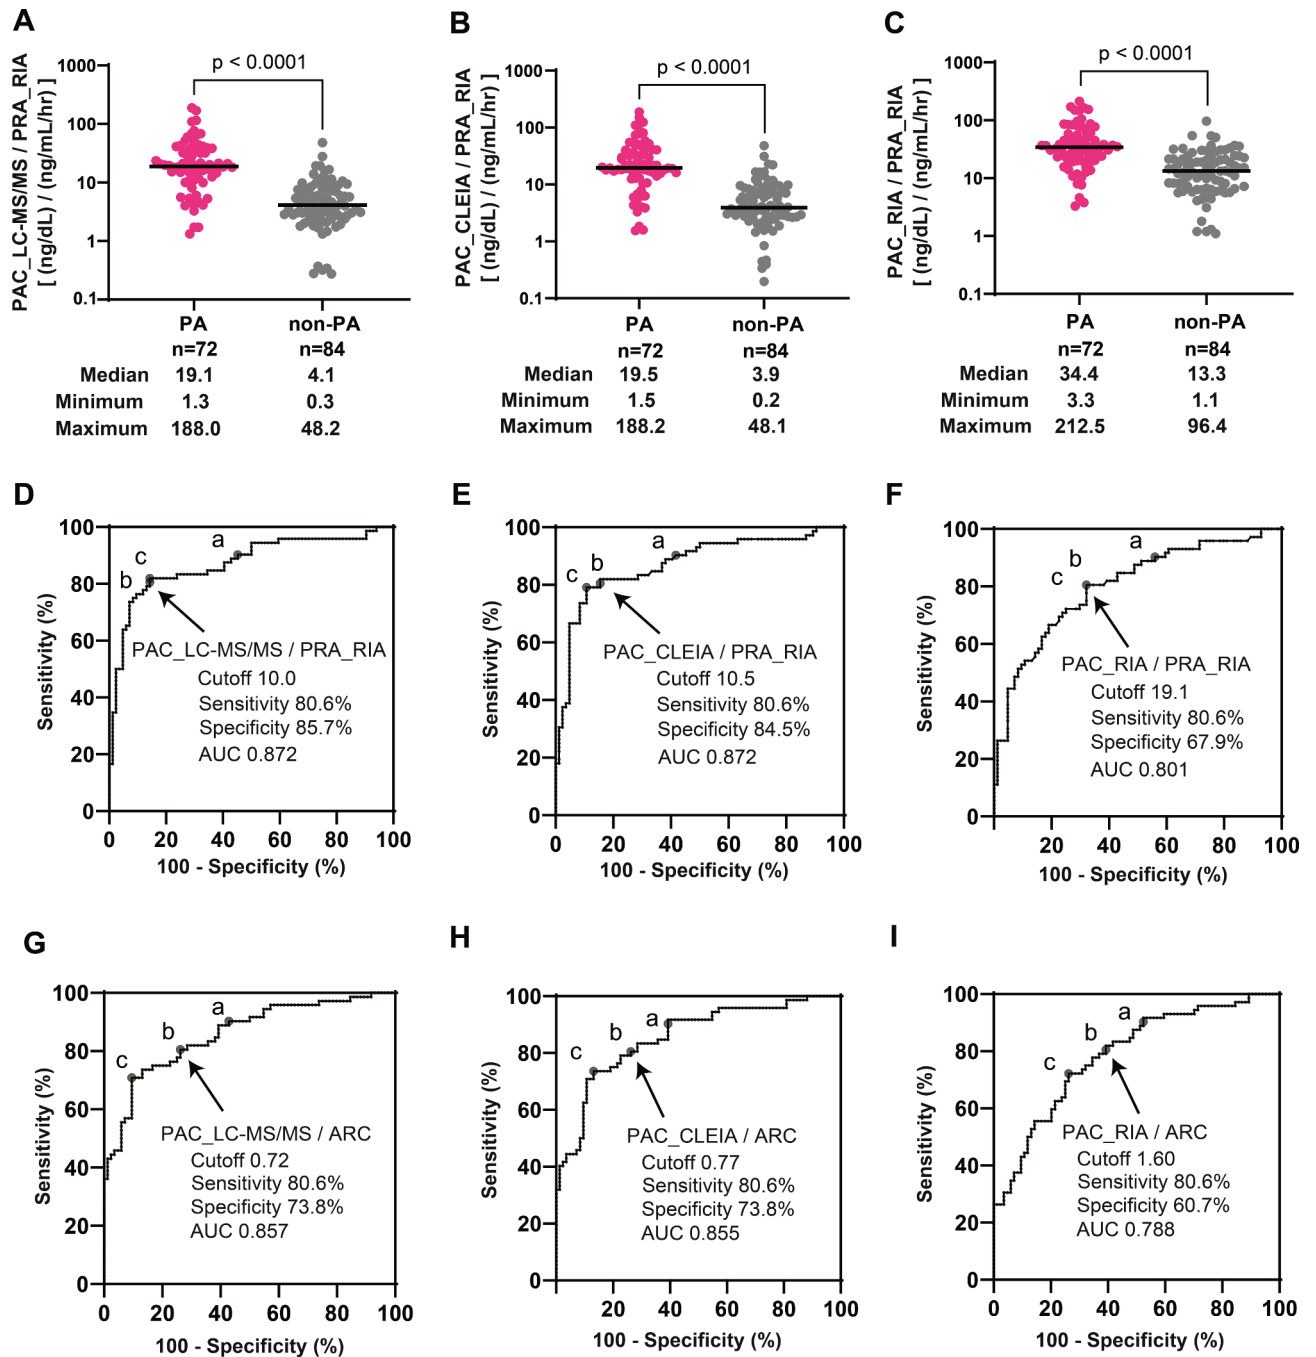 A
PAC_LC-MS/MS / PRA_RIA
[ (ng/dL) / (ng/mL/hr) ]
p < 0.0001
1000
100
10
1
0.1
PA
non-PA
n=72
n=84
Median 19.1 4.1
Minimum 1.3 0.3
Maximum 188.0 48.2
B
PAC_CLEIA / PRA_RIA
[ (ng/dL) / (ng/mL/hr) ]
p < 0.0001
1000
100
10
1
0.1
PA
non-PA
n=72
n=84
Median 19.5 3.9
Minimum 1.5 0.2
Maximum 188.2 48.1
C
PAC_RIA / PRA_RIA
[ (ng/dL) / (ng/mL/hr) ]
p < 0.0001
1000
100
10
1
0.1
PA
non-PA
n=72
n=84
Median 34.4 13.3
Minimum 3.3 1.1
Maximum 212.5 96.4
D
Sensitivity (%)
100
80
60
40
20
0
a
c
b
PAC_LC-MS/MS / PRA_RIA
Cutoff 10.0
Sensitivity 80.6%
Specificity 85.7%
AUC 0.872
0 20 40 60 80 100
100 - Specificity (%)
E
Sensitivity (%)
100
80
60
40
20
0
a
b
c
PAC_CLEIA / PRA_RIA
Cutoff 10.5
Sensitivity 80.6%
Specificity 84.5%
AUC 0.872
0 20 40 60 80 100
100 - Specificity (%)
F
Sensitivity (%)
100
80
60
40
20
0
a
b
c
PAC_RIA / PRA_RIA
Cutoff 19.1
Sensitivity 80.6%
Specificity 67.9%
AUC 0.801
20 40 60 80 100
100 - Specificity (%)
G
Sensitivity (%)
100
80
60
40
20
0
a
b
c
PAC_LC-MS/MS / ARC
Cutoff 0.72
Sensitivity 80.6%
Specificity 73.8%
AUC 0.857
0 20 40 60 80 100
100 - Specificity (%)
H
Sensitivity (%)
100
80
60
40
20
0
a
b
c
PAC_CLEIA / ARC
Cutoff 0.77
Sensitivity 80.6%
Specificity 73.8%
AUC 0.855
20 40 60 80 100
100 - Specificity (%)
I
Sensitivity (%)
100
80
60
40
20
0
a
b
c
PAC_RIA / ARC
Cutoff 1.60
Sensitivity 80.6%
Specificity 60.7%
AUC 0.788
0 20 40 60 80 100
100 - Specificity (%)